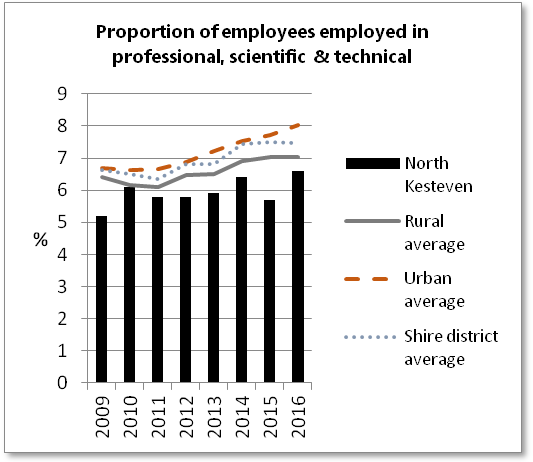 Proportion of employees employed in
professional, scientific & technical
9
8
7
6
5
4
3
2
1
0
%
2009
2010
2011
2012
2013
2014
2015
2016
North
Kesteven
Rural
average
Urban
average
Shire district
average